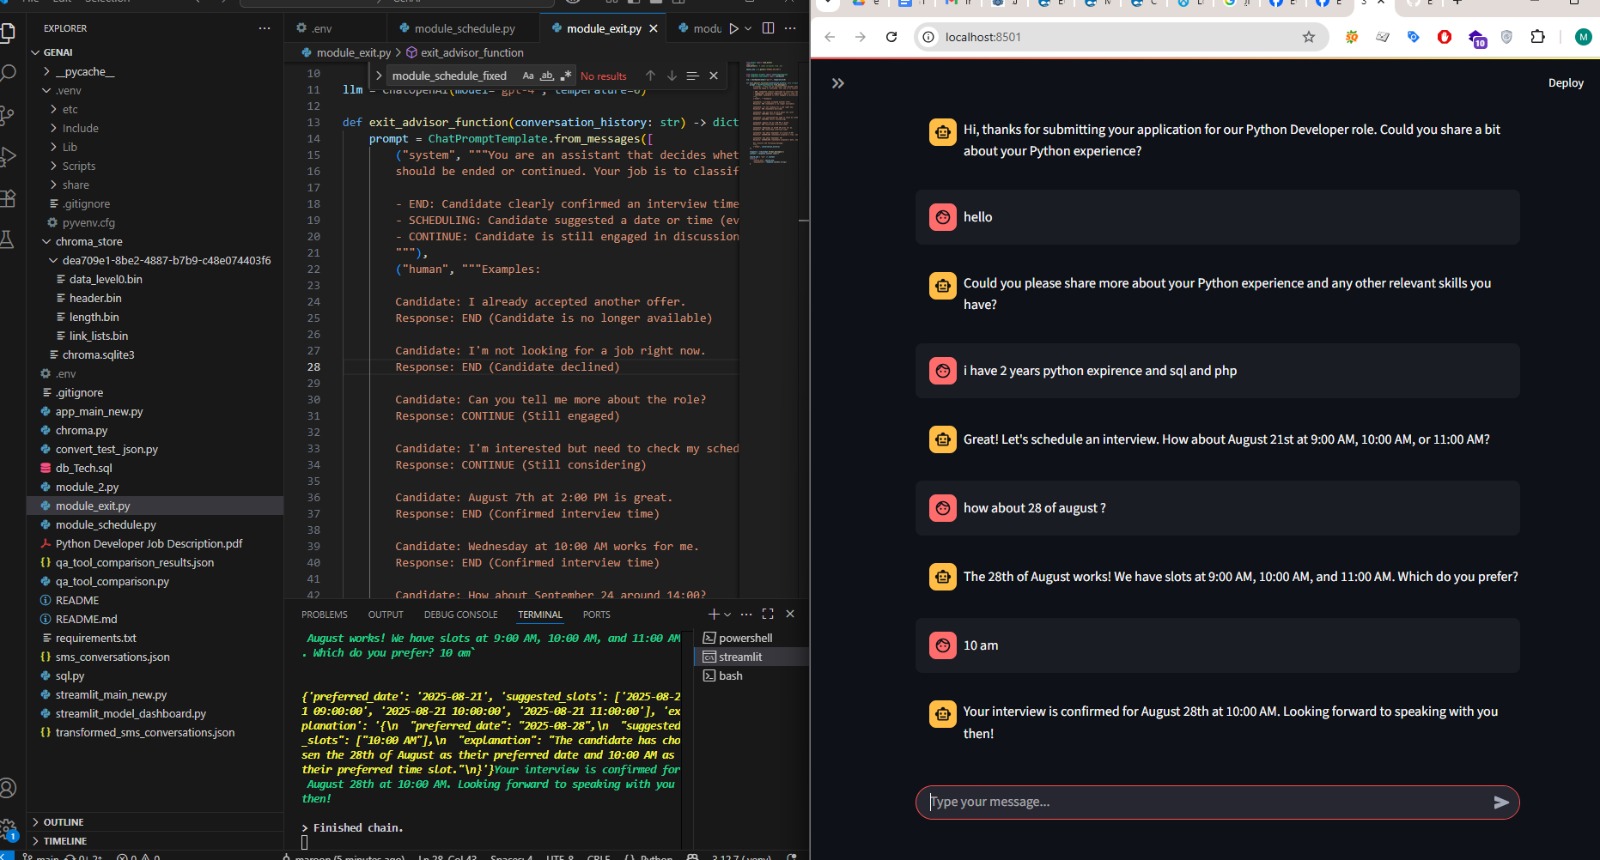 EXPLORER
GENAI
__pycache__
.venv
etc
Include
Lib
Scripts
share
.gitignore
pyvenv.cfg
chroma_store
dea709e1-8be2-4887-b7b9-c48e074403f6
data_level0.bin
header.bin
length.bin
link_lists.bin
chroma.sqlite3
.env
.gitignore
app_main_new.py
chroma.py
convert_test_json.py
db_Tech.sql
module_2.py
module_exit.py
module_schedule.py
Python Developer Job Description.pdf
qa_tool_comparison_results.json
qa_tool_comparison.py
README
README.md
requirements.txt
sms_conversations.json
sql.py
streamlit_main_new.py
streamlit_model_dashboard.py
transformed_sms_conversations.json
OUTLINE
TIMELINE
.env
module_schedule.py
module_exit.py
modu
module_exit.py > exit_advisor_function
module_schedule_fixed
Aa
ab
No results
10
11 llm = ChatOpenAI(model="gpt-4", temperature=0)
12
13 def exit_advisor_function(conversation_history: str) -> dict
14 prompt = ChatPromptTemplate.from_messages([
15 ("system", """You are an assistant that decides whet
16 should be ended or continued. Your job is to classif
17
18 - END: Candidate clearly confirmed an interview time
19 - SCHEDULING: Candidate suggested a date or time (ev
20 - CONTINUE: Candidate is still engaged in discussion
21 """),
22 ("human", """Examples:
23
24 Candidate: I already accepted another offer.
25 Response: END (Candidate is no longer available)
26
27 Candidate: I'm not looking for a job right now.
28 Response: END (Candidate declined)
29
30 Candidate: Can you tell me more about the role?
31 Response: CONTINUE (Still engaged)
32
33 Candidate: I'm interested but need to check my sched
34 Response: CONTINUE (Still considering)
35
36 Candidate: August 7th at 2:00 PM is great.
37 Response: END (Confirmed interview time)
38
39 Candidate: Wednesday at 10:00 AM works for me.
40 Response: END (Confirmed interview time)
41
42 Candidate: How about September 24 around 14:00?
PROBLEMS OUTPUT DEBUG CONSOLE TERMINAL PORTS
August works! We have slots at 9:00 AM, 10:00 AM, and 11:00 AM
. Which do you prefer? 10 am`
{'preferred_date': '2025-08-21', 'suggested_slots': ['2025-08-2
1 09:00:00', '2025-08-21 10:00:00', '2025-08-21 11:00:00'], 'ex
planation': '{\n "preferred_date": "2025-08-28",\n "suggested
_slots": ["10:00 AM"],\n "explanation": "The candidate has cho
sen the 28th of August as their preferred date and 10:00 AM as
their preferred time slot."\n}'}Your interview is confirmed for
August 28th at 10:00 AM. Looking forward to speaking with you
then!
> Finished chain.
powershell
streamlit
bash
localhost:8501
10
M
Deploy
Hi, thanks for submitting your application for our Python Developer role. Could you share a bit
about your Python experience?
hello
Could you please share more about your Python experience and any other relevant skills you
have?
i have 2 years python expirence and sql and php
Great! Let's schedule an interview. How about August 21st at 9:00 AM, 10:00 AM, or 11:00 AM?
how about 28 of august ?
The 28th of August works! We have slots at 9:00 AM, 10:00 AM, and 11:00 AM. Which do you prefer?
10 am
Your interview is confirmed for August 28th at 10:00 AM. Looking forward to speaking with you
then!
Type your message...